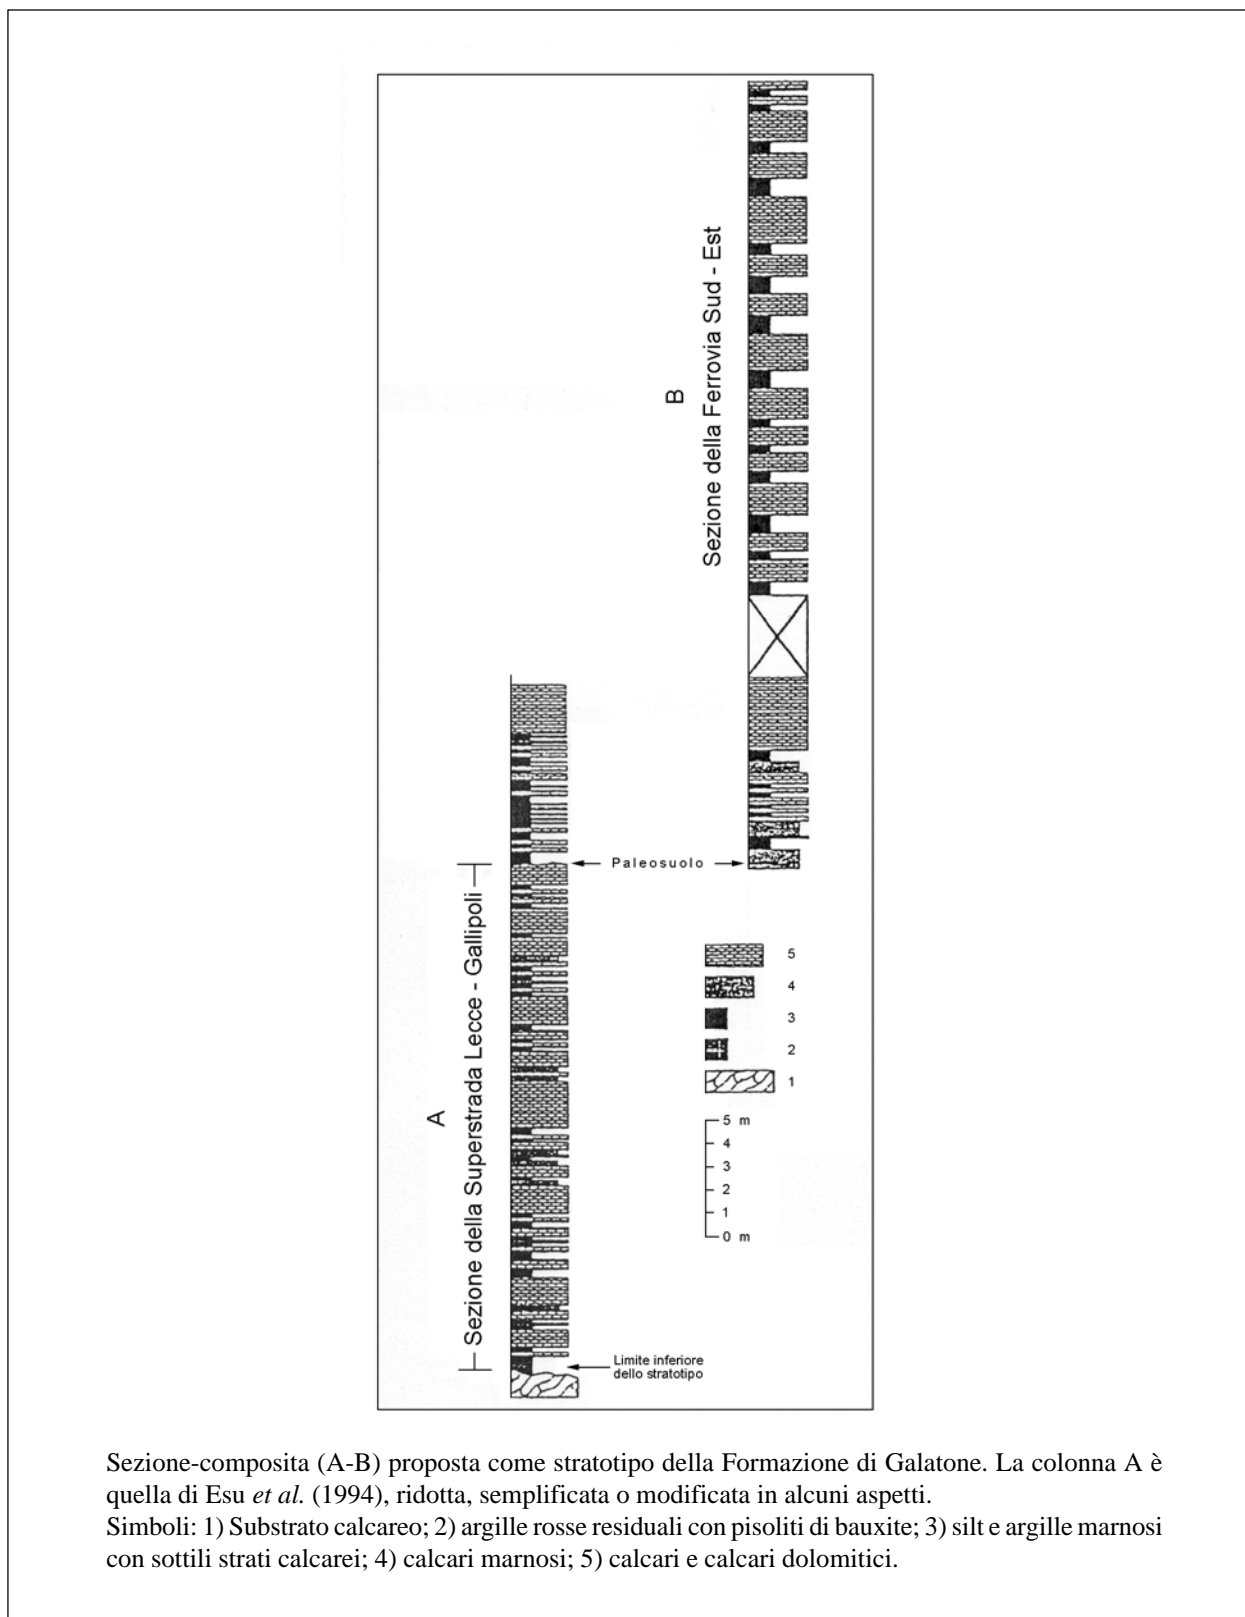 B
Sezione della Ferrovia Sud - Est
A
Sezione della Superstrada Lecce - Gallipoli
Paleosuolo
5
4
3
2
1
5 m
4
3
2
1
0 m
Limite inferiore
dello stratotipo
Sezione-composita (A-B) proposta come stratotipo della Formazione di Galatone. La colonna A è
quella di Esu et al. (1994), ridotta, semplificata o modificata in alcuni aspetti.
Simboli: 1) Substrato calcareo; 2) argille rosse residuali con pisoliti di bauxite; 3) silt e argille marnosi
con sottili strati calcarei; 4) calcari marnosi; 5) calcari e calcari dolomitici.